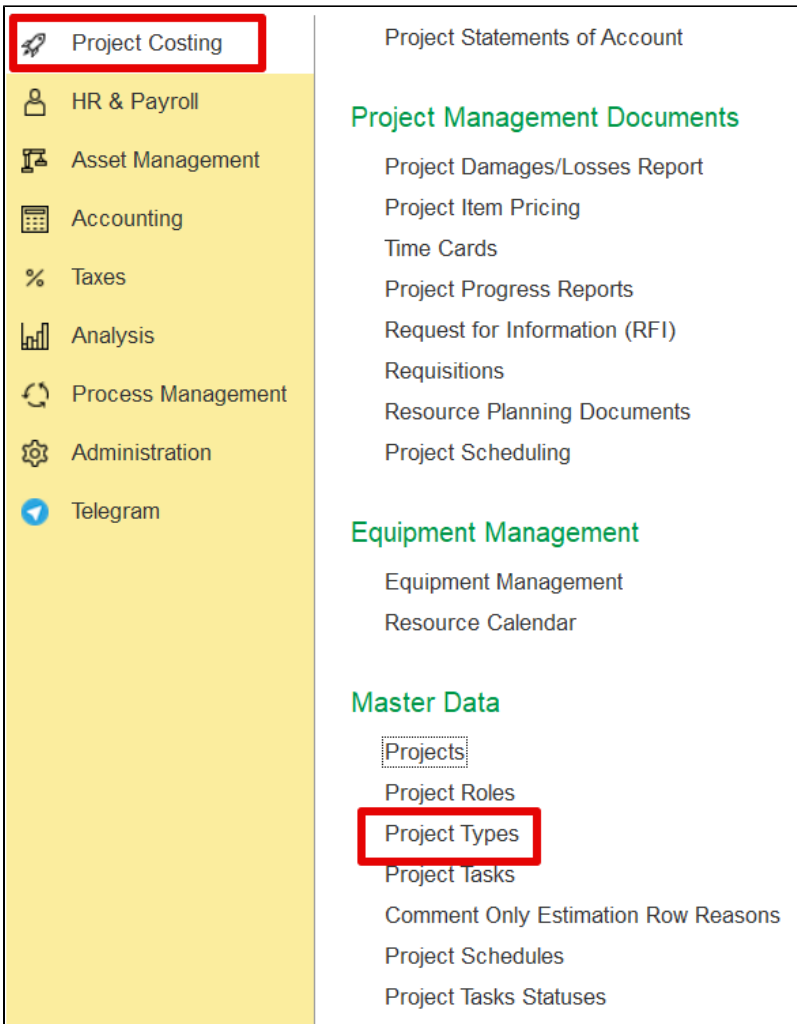 Project Costing
HR & Payroll
Asset Management
Accounting
Taxes
Analysis
Process Management
Administration
Telegram
Project Statements of Account
Project Management Documents
Project Damages/Losses Report
Project Item Pricing
Time Cards
Project Progress Reports
Request for Information (RFI)
Requisitions
Resource Planning Documents
Project Scheduling
Equipment Management
Equipment Management
Resource Calendar
Master Data
Projects
Project Roles
Project Types
Project Tasks
Comment Only Estimation Row Reasons
Project Schedules
Project Tasks Statuses